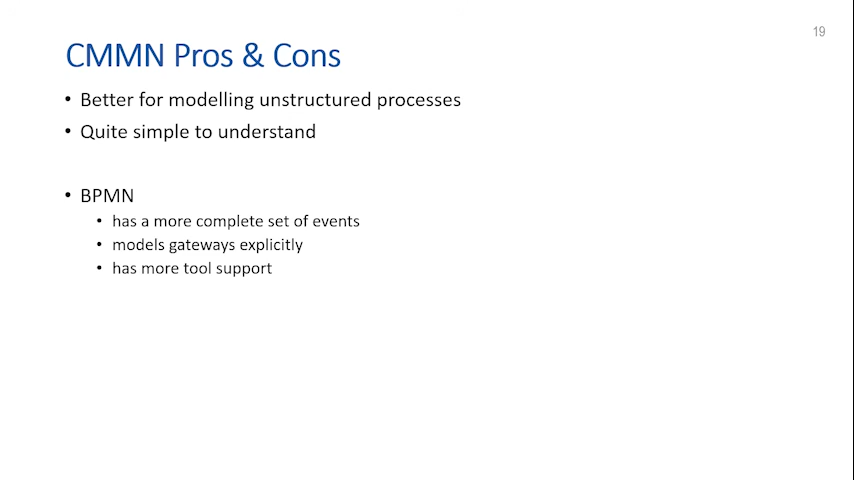 19
CMMN Pros & Cons
• Better for modelling unstructured processes
• Quite simple to understand
• BPMN
• has a more complete set of events
• models gateways explicitly
• has more tool support